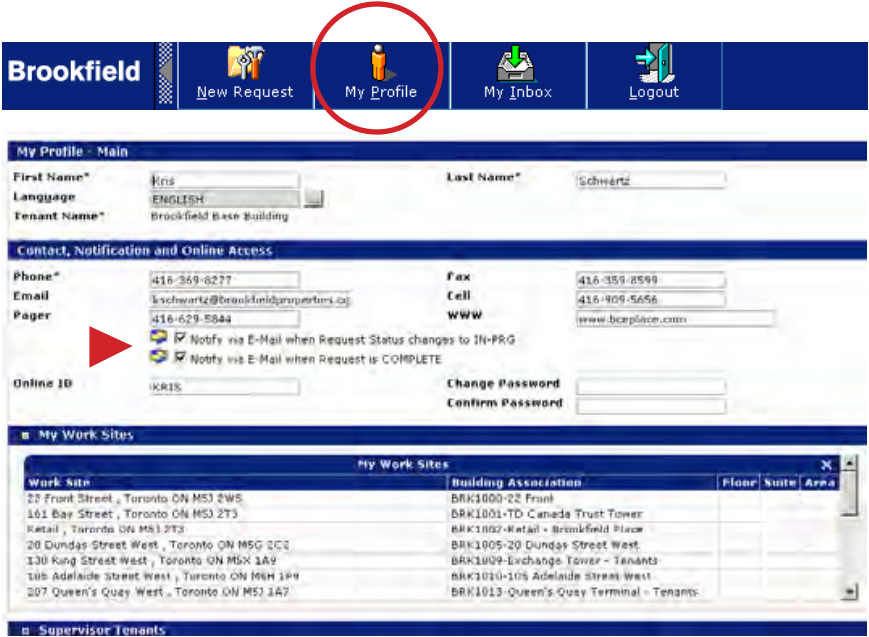 Brookfield
New Request My Profile My Inbox Logout
My Profile - Main
First Name* Kris Last Name* Schwartz
Language ENGLISH
Tenant Name* Brookfield Base Building
Contact, Notification and Online Access
Phone* 416-369-8277 Fax 416-359-8599
Email kschwartz@brookfieldproperties.co
Cell 416-909-5656
Pager 416-629-5844 WWW www.bceplace.com
Notify via E-Mail when Request Status changes to IN-PRG
Notify via E-Mail when Request is COMPLETE
Online ID KRIS Change Password
Confirm Password
My Work Sites
My Work Sites X
Work Site Building Association Floor Suite Area
22 Front Street , Toronto ON M5J 2W5 BRK1000-22 Front
161 Bay Street , Toronto ON M5J 2T3 BRK1001-TD Canada Trust Tower
Retail , Toronto ON M5J 2T3 BRK1002-Retail - Brookfield Place
20 Dundas Street West , Toronto ON M5G 2C2 BRK1005-20 Dundas Street West
130 King Street West , Toronto ON M5X 1A9 BRK1009-Exchange Tower - Tenants
105 Adelaide Street West , Toronto ON M6H 1P9 BRK1010-105 Adelaide Street West
207 Queen's Quay West , Toronto ON M5J 1A7 BRK1013-Queen's Quay Terminal - Tenants
Supervisor Tenants